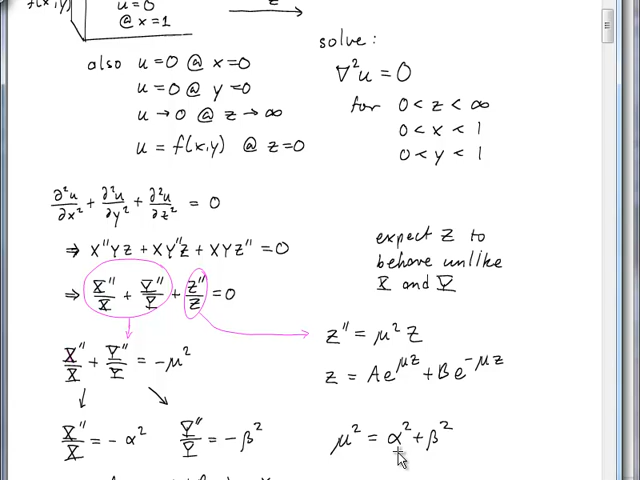 f(x,y)
u=0
@ x=1
z
solve:
also u=0 @ x=0
u=0 @ y=0
u→0 @ z→∞
u = f(x,y) @ z=0
∇²u = 0
for 0<z<∞
0<x<1
0<y<1
∂²u/∂x² + ∂²u/∂y² + ∂²u/∂z² = 0
⇒ X''YZ + XY''Z + XYZ'' = 0
⇒ X''/X + Y''/Y + Z''/Z = 0
expect Z to
behave unlike
X and Y
X''/X + Y''/Y = -μ²
Z'' = μ² Z
Z = Ae^{μZ} + Be^{-μZ}
X''/X = -α² Y''/Y = -β²
μ² = α² + β²